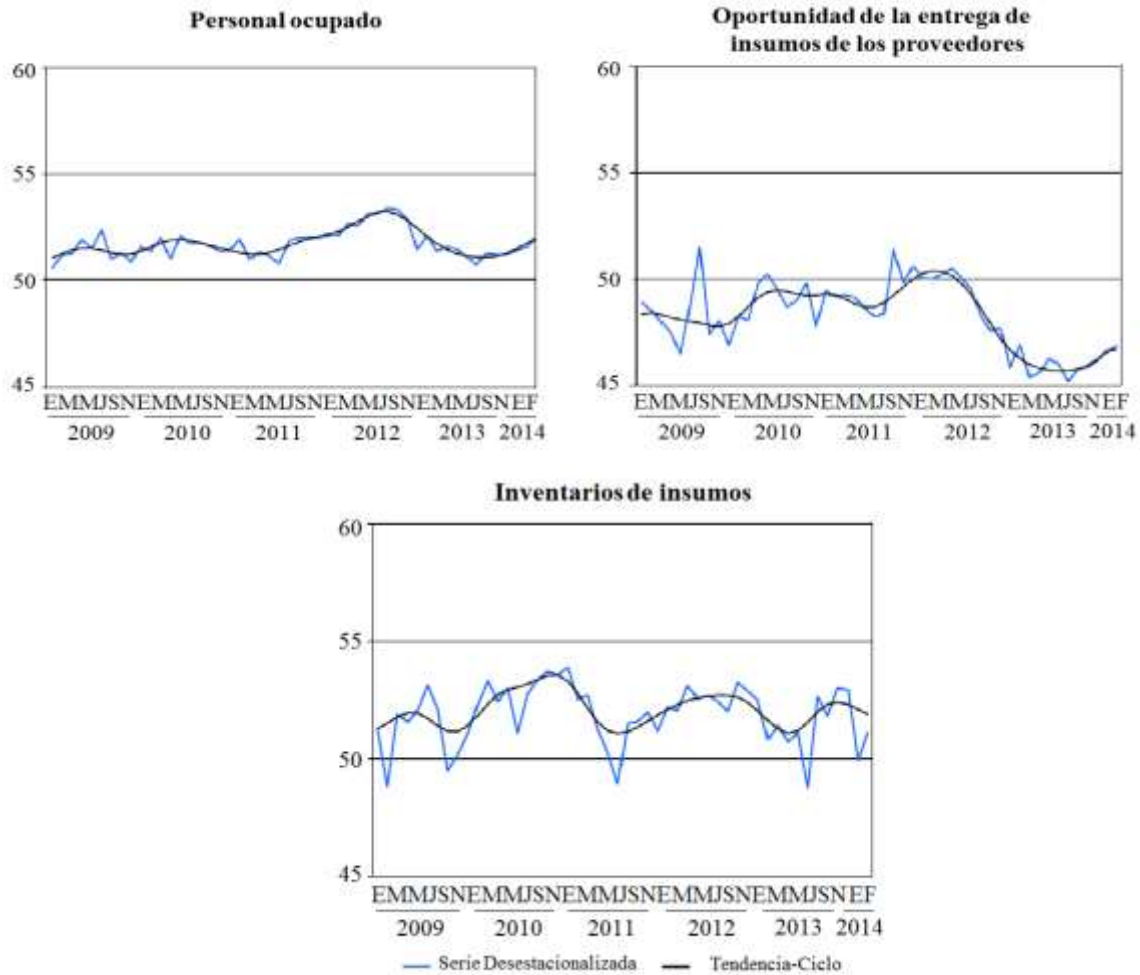 Personal ocupado
60
55
50
45
EMMJSNEMMJSNEMMJSNEMMJSNEMMJSNEF
2009 2010 2011 2012 2013 2014
Oportunidad de la entrega de
insumos de los proveedores
60
55
50
45
EMMJSNEMMJSNEMMJSNEMMJSNEMMJSNEF
2009 2010 2011 2012 2013 2014
Inventarios de insumos
60
55
50
45
EMMJSNEMMJSNEMMJSNEMMJSNEMMJSNEF
2009 2010 2011 2012 2013 2014
Serie Desestacionalizada Tendencia-Ciclo